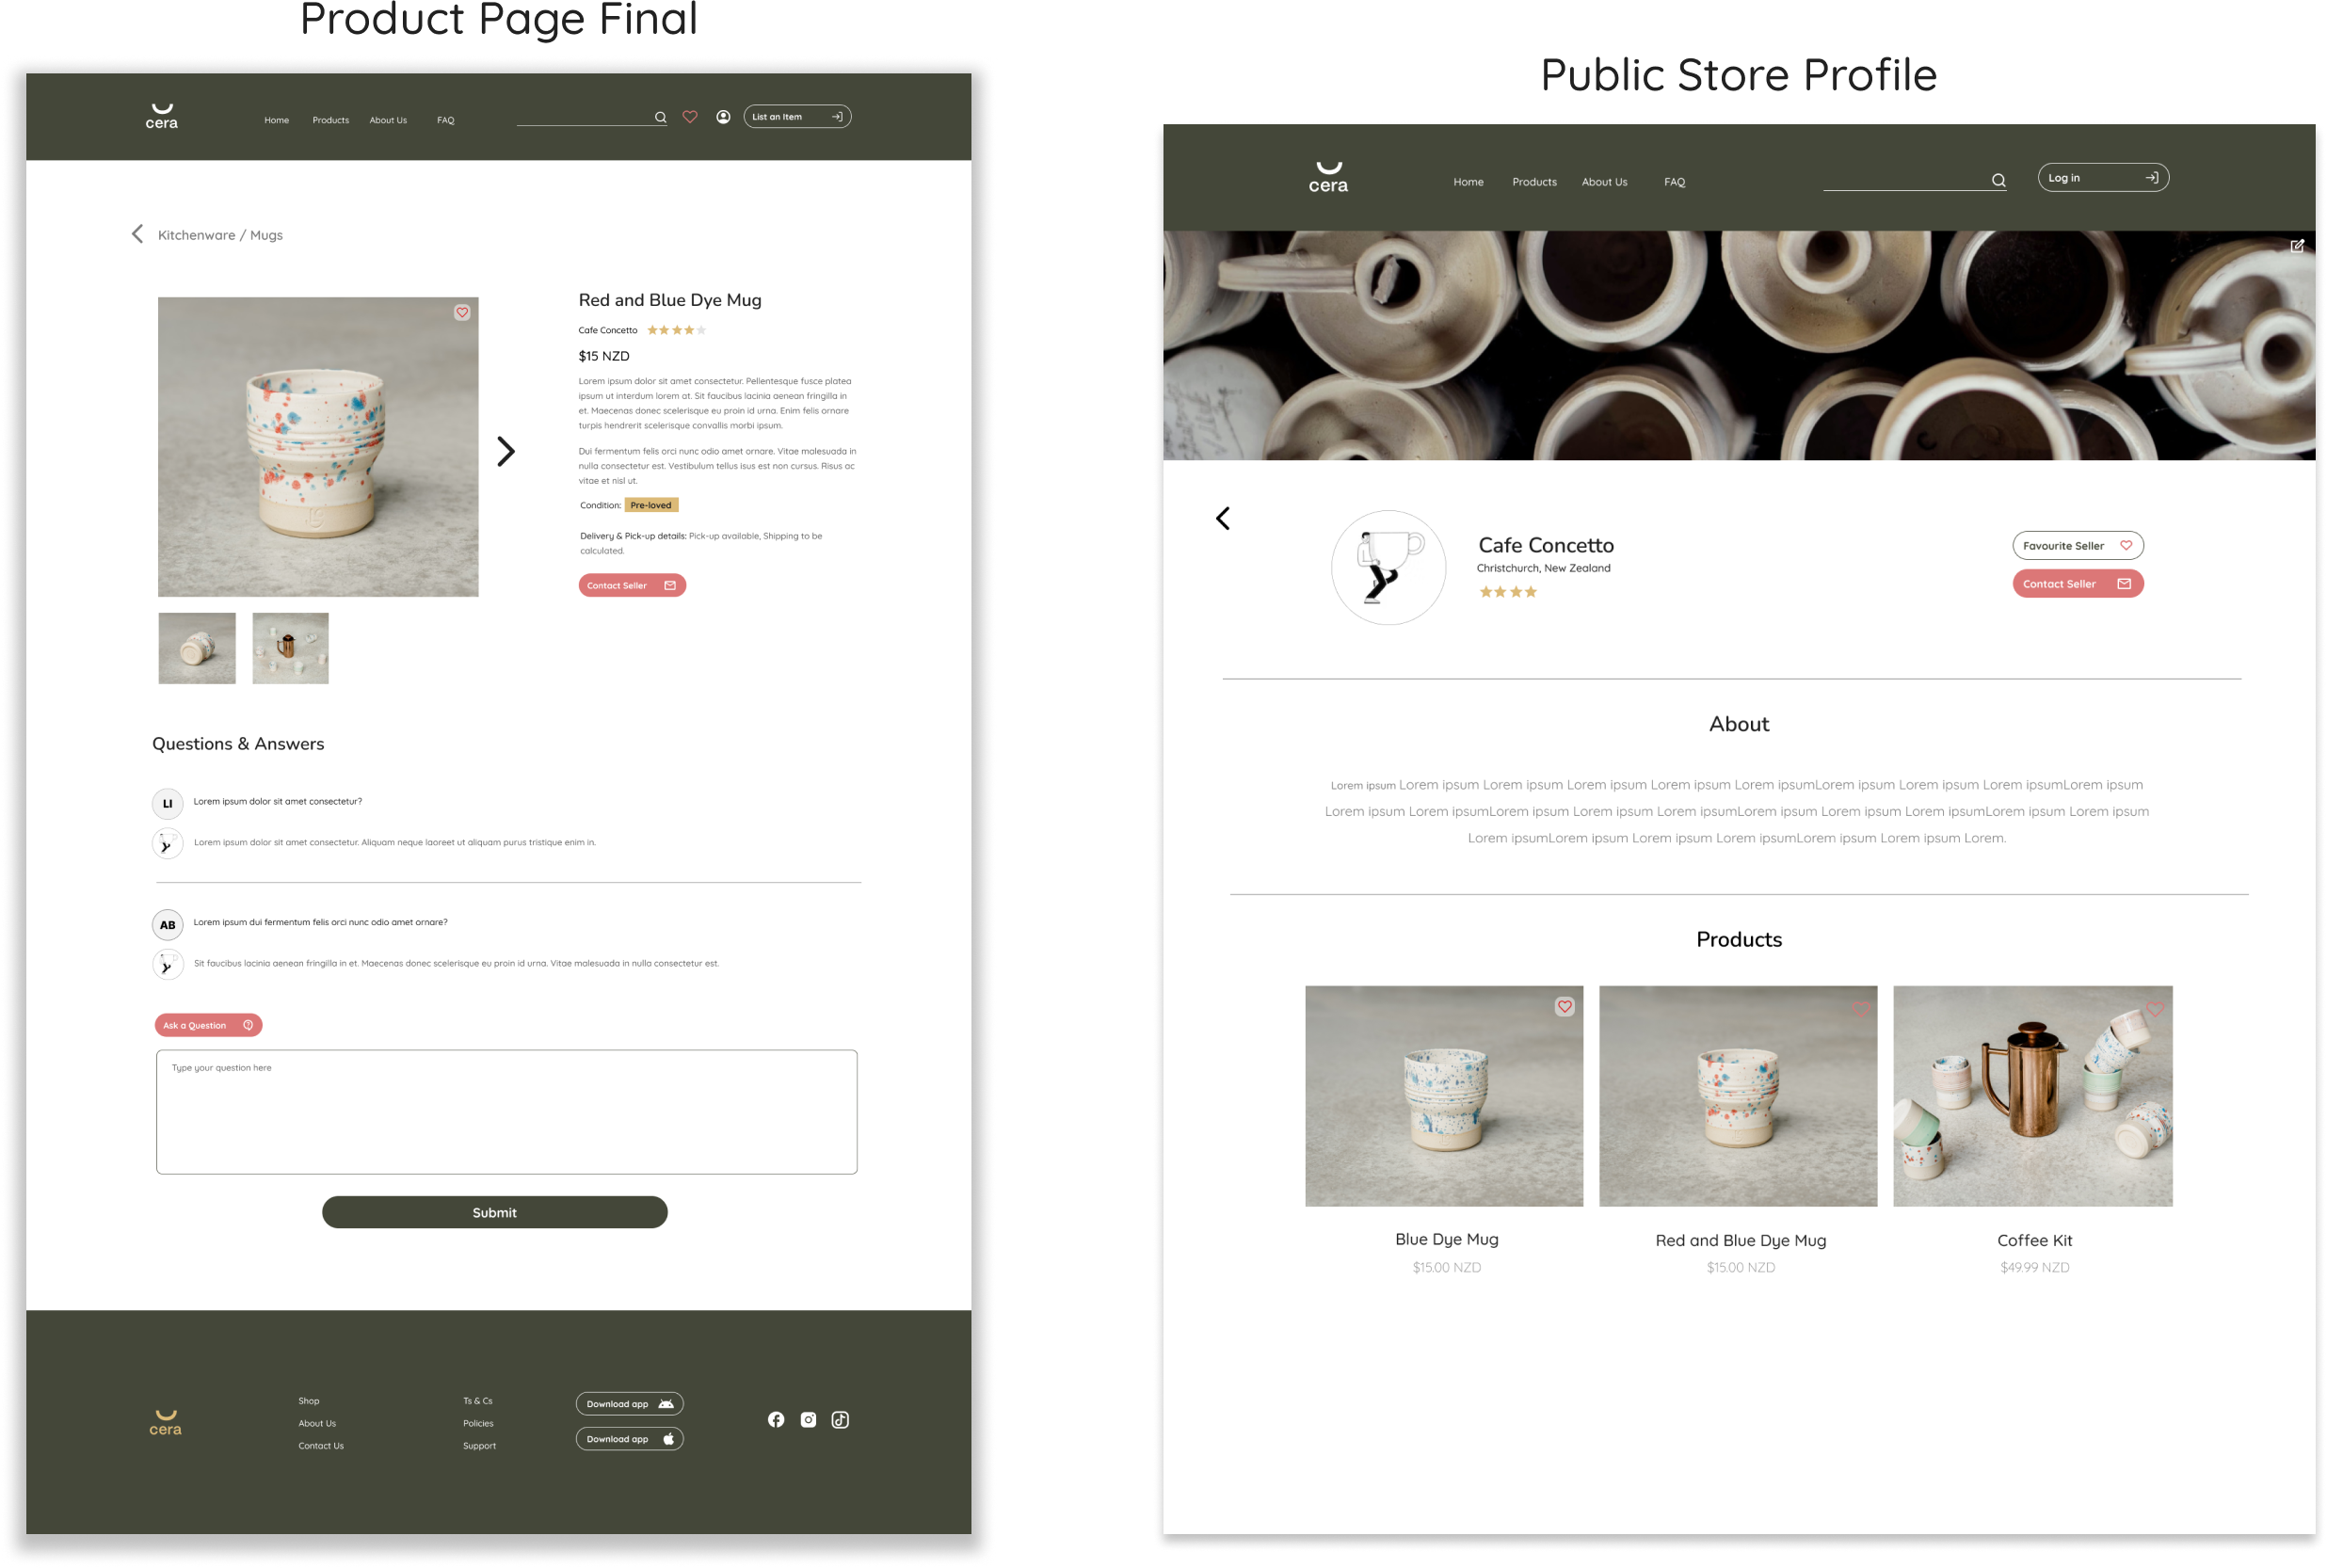 Product Page Final
cera
Home Products About Us FAQ
List an Item
Kitchenware / Mugs
Red and Blue Dye Mug
Cafe Concetto
$15 NZD
Lorem ipsum dolor sit amet consectetur. Pellentesque fusce platea
ipsum ut interdum lorem at. Sit faucibus lacinia aenean fringilla in
et. Maecenas donec scelerisque eu proin id urna. Enim felis ornare
turpis hendrerit scelerisque convallis morbi ipsum.
Dui fermentum felis orci nunc odio amet ornare. Vitae malesuada in
nulla consectetur est. Vestibulum tellus isus est non cursus. Risus ac
vitae et nisl ut.
Condition: Pre-loved
Delivery & Pick-up details: Pick-up available, Shipping to be
calculated.
Contact Seller
Questions & Answers
LI
Lorem ipsum dolor sit amet consectetur?
Lorem ipsum dolor sit amet consectetur. Aliquam neque laoreet ut aliquam purus tristique enim in.
AB
Lorem ipsum dui fermentum felis orci nunc odio amet ornare?
Sit faucibus lacinia aenean fringilla in et. Maecenas donec scelerisque eu proin id urna. Vitae malesuada in nulla consectetur est.
Ask a Question
Type your question here
Submit
cera
Shop
About Us
Contact Us
Ts & Cs
Policies
Support
Download app
Download app
Public Store Profile
cera
Home Products About Us FAQ
Log in
Cafe Concetto
Christchurch, New Zealand
Favourite Seller
Contact Seller
About
Lorem ipsum Lorem ipsum Lorem ipsum Lorem ipsum Lorem ipsum Lorem ipsumLorem ipsum Lorem ipsum Lorem ipsumLorem ipsum
Lorem ipsum Lorem ipsumLorem ipsum Lorem ipsum Lorem ipsumLorem ipsum Lorem ipsum Lorem ipsumLorem ipsum Lorem ipsum
Lorem ipsumLorem ipsum Lorem ipsum Lorem ipsumLorem ipsum Lorem ipsum Lorem.
Products
Blue Dye Mug
$15.00 NZD
Red and Blue Dye Mug
$15.00 NZD
Coffee Kit
$49.99 NZD